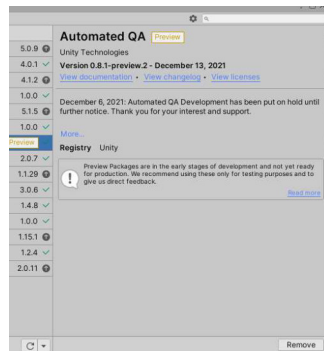 Automated QA Preview
Unity Technologies
Version 0.8.1-preview.2 - December 13, 2021
View documentation • View changelog • View licenses
December 6, 2021: Automated QA Development has been put on hold until
further notice. Thank you for your interest and support.
More...
Registry Unity
Preview Packages are in the early stages of development and not yet ready
for production. We recommend using these only for testing purposes and to
give us direct feedback.
Read more
5.0.9
4.0.1
4.1.2
1.0.0
5.1.5
1.0.0
Preview
2.0.7
1.1.29
3.0.6
1.4.8
1.0.0
1.15.1
1.2.4
2.0.11
Remove